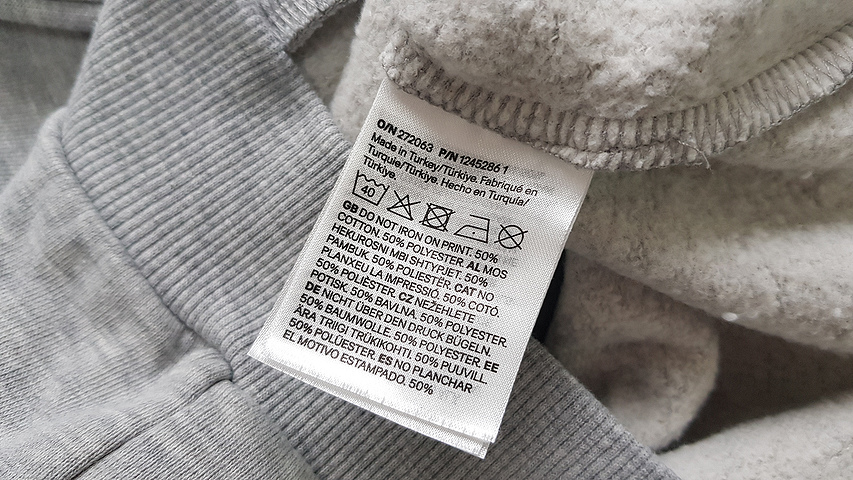 O/N 272063 P/N 1245286 1
Made in Turkey/Türkiye. Fabriqué en
Turquie/Türkiye. Hecho en Turquía/
Türkiye.
40
GB DO NOT IRON ON PRINT. 50%
COTTON. 50% POLYESTER. AL MOS
HEKUROSNI MBI SHTYPJET. 50%
PAMBUK. 50% POLIESTER. CAT NO
PLANXEU LA IMPRESSIÓ. 50% COTÓ.
50% POLIÈSTER. CZ NEŽEHLETE
POTISK. 50% BAVLNA. 50% POLYESTER.
DE NICHT ÜBER DEN DRUCK BÜGELN.
50% BAUMWOLLE. 50% POLYESTER. EE
ÄRA TRIIGI TRÜKIKOHTI. 50% PUUVILL.
50% POLÜESTER. ES NO PLANCHAR
EL MOTIVO ESTAMPADO. 50%